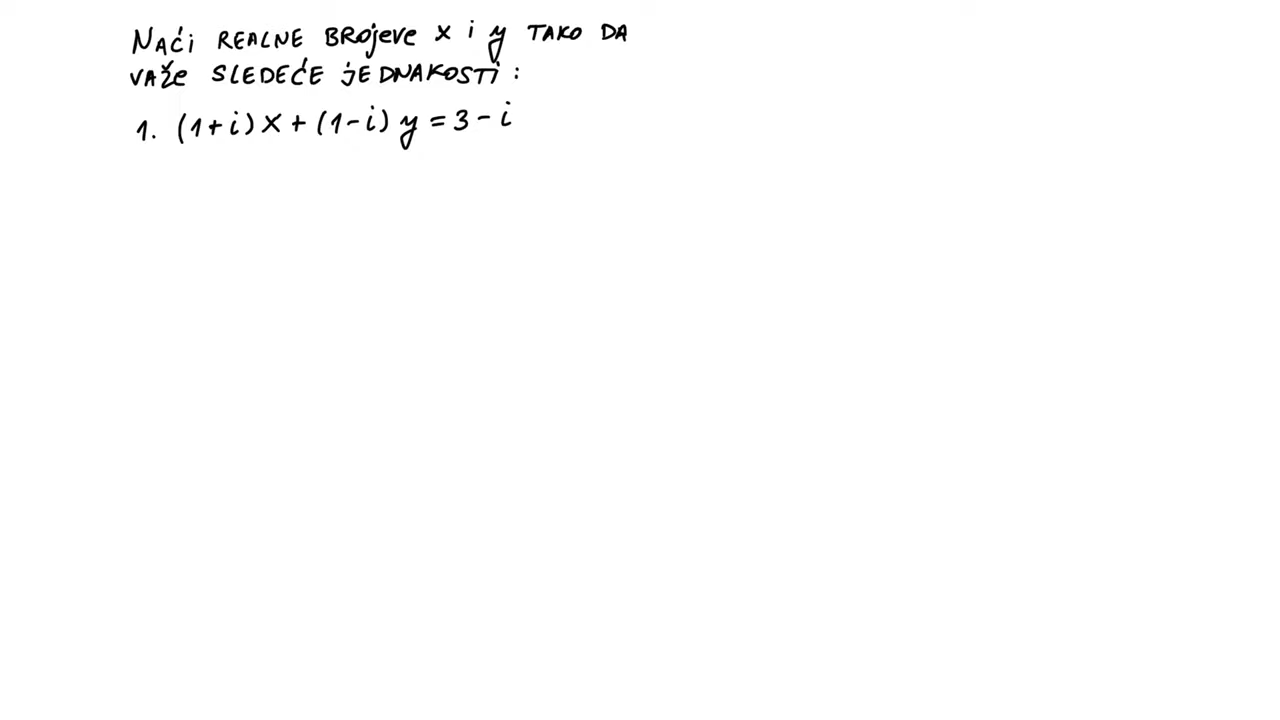 Naći REALNE BRojeve x i y TAKO DA
VAže SLEDEĆE JEDNAKOSTi :
1. (1+i)x + (1-i)y = 3 - i